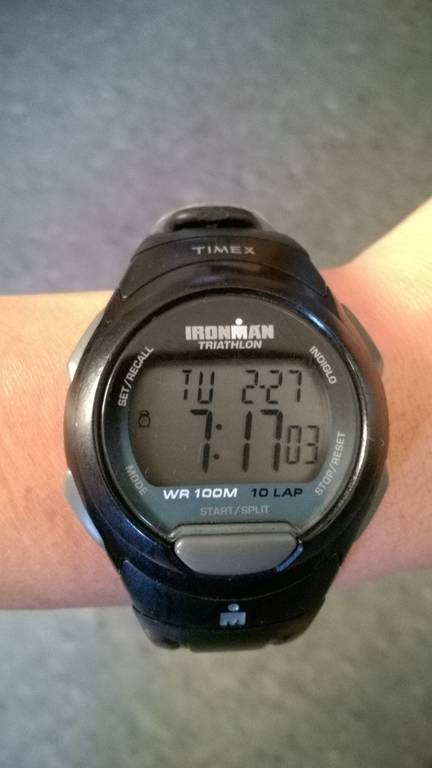 TIMEX
IRONMAN
TRIATHLON
SET/RECALL
INDIGLO
TU 2-27
7:17 03
MODE
STOP/RESET
WR 100M 10 LAP
START/SPLIT